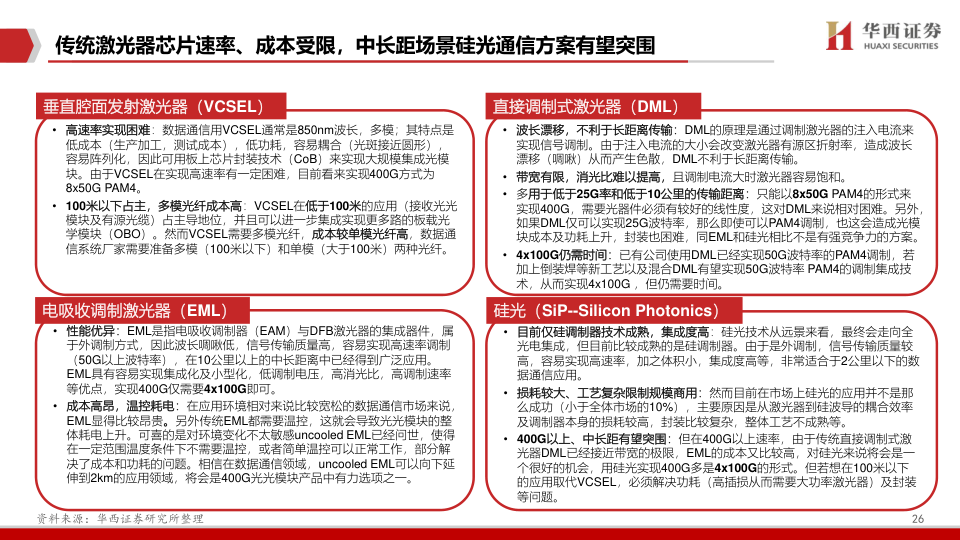 传统激光器芯片速率、成本受限，中长距场景硅光通信方案有望突围
华西证券
HUAXI SECURITIES
垂直腔面发射激光器（VCSEL）
• 高速率实现困难：数据通信用VCSEL通常是850nm波长，多模；其特点是
低成本（生产加工，测试成本），低功耗，容易耦合（光斑接近圆形），
容易阵列化，因此可用板上芯片封装技术（CoB）来实现大规模集成光模
块。由于VCSEL在实现高速率有一定困难，目前看来实现400G方式为
8x50G PAM4。
• 100米以下占主，多模光纤成本高：VCSEL在低于100米的应用（接收光光
模块及有源光缆）占主导地位，并且可以进一步集成实现更多路的板载光
学模块（OBO）。然而VCSEL需要多模光纤，成本较单模光纤高，数据通
信系统厂家需要准备多模（100米以下）和单模（大于100米）两种光纤。
直接调制式激光器（DML）
• 波长漂移，不利于长距离传输：DML的原理是通过调制激光器的注入电流来
实现信号调制。由于注入电流的大小会改变激光器有源区折射率，造成波长
漂移（啁啾）从而产生色散，DML不利于长距离传输。
• 带宽有限，消光比难以提高，且调制电流大时激光器容易饱和。
• 多用于低于25G率和低于10公里的传输距离：只能以8x50G PAM4的形式来
实现400G，需要光器件必须有较好的线性度，这对DML来说相对困难。另外，
如果DML仅可以实现25G波特率，那么即使可以PAM4调制，也这会造成光模
块成本及功耗上升，封装也困难，同EML和硅光相比不是有强竞争力的方案。
• 4x100G仍需时间：已有公司使用DML已经实现50G波特率的PAM4调制，若
加上倒装焊等新工艺以及混合DML有望实现50G波特率 PAM4的调制集成技
术，从而实现4x100G ，但仍需要时间。
电吸收调制激光器（EML）
• 性能优异：EML是指电吸收调制器（EAM）与DFB激光器的集成器件，属
于外调制方式，因此波长啁啾低，信号传输质量高，容易实现高速率调制
（50G以上波特率），在10公里以上的中长距离中已经得到广泛应用。
EML具有容易实现集成化及小型化，低调制电压，高消光比，高调制速率
等优点，实现400G仅需要4x100G即可。
• 成本高昂，温控耗电：在应用环境相对来说比较宽松的数据通信市场来说，
EML显得比较昂贵。另外传统EML都需要温控，这就会导致光光模块的整
体耗电上升。可喜的是对环境变化不太敏感uncooled EML已经问世，使得
在一定范围温度条件下不需要温控，或者简单温控可以正常工作，部分解
决了成本和功耗的问题。相信在数据通信领域，uncooled EML可以向下延
伸到2km的应用领域，将会是400G光光模块产品中有力选项之一。
硅光（SiP--Silicon Photonics）
• 目前仅硅调制器技术成熟，集成度高：硅光技术从远景来看，最终会走向全
光电集成，但目前比较成熟的是硅调制器。由于是外调制，信号传输质量较
高，容易实现高速率，加之体积小，集成度高等，非常适合于2公里以下的数
据通信应用。
• 损耗较大、工艺复杂限制规模商用：然而目前在市场上硅光的应用并不是那
么成功（小于全体市场的10%），主要原因是从激光器到硅波导的耦合效率
及调制器本身的损耗较高，封装比较复杂，整体工艺不成熟等。
• 400G以上、中长距有望突围：但在400G以上速率，由于传统直接调制式激
光器DML已经接近带宽的极限，EML的成本又比较高，对硅光来说将会是一
个很好的机会，用硅光实现400G多是4x100G的形式。但若想在100米以下
的应用取代VCSEL，必须解决功耗（高插损从而需要大功率激光器）及封装
等问题。
资料来源：华西证券研究所整理
26